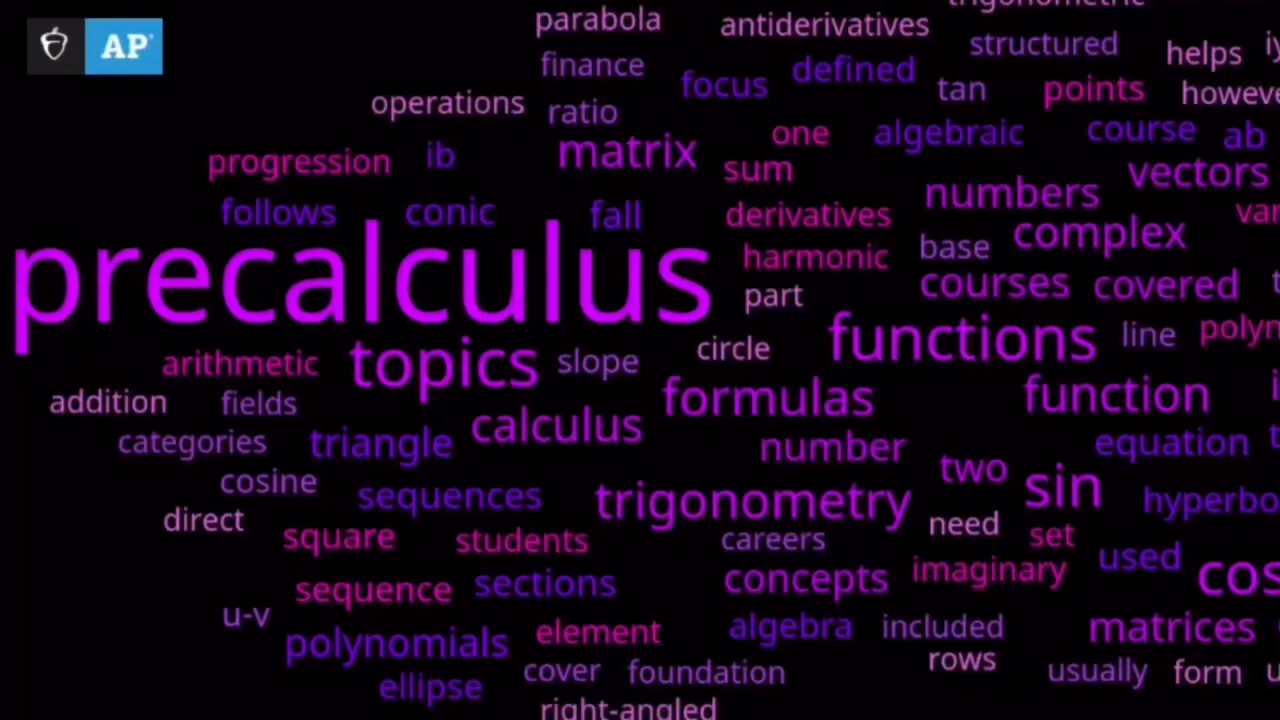 AP
parabola
antiderivatives
trigonometric
finance
focus
defined
structured
helps
operations
ratio
tan
points
progression
ib
matrix
one
algebraic
course
ab
sum
vectors
follows
conic
fall
derivatives
numbers
complex
harmonic
base
precalculus
part
courses
covered
arithmetic
topics
slope
circle
functions
line
addition
fields
formulas
function
categories
triangle
calculus
number
equation
cosine
sequences
two
sin
direct
trigonometry
need
square
students
careers
set
used
sequence
sections
concepts
imaginary
u-v
polynomials
element
algebra
included
matrices
ellipse
cover
foundation
rows
usually
form
right-angled